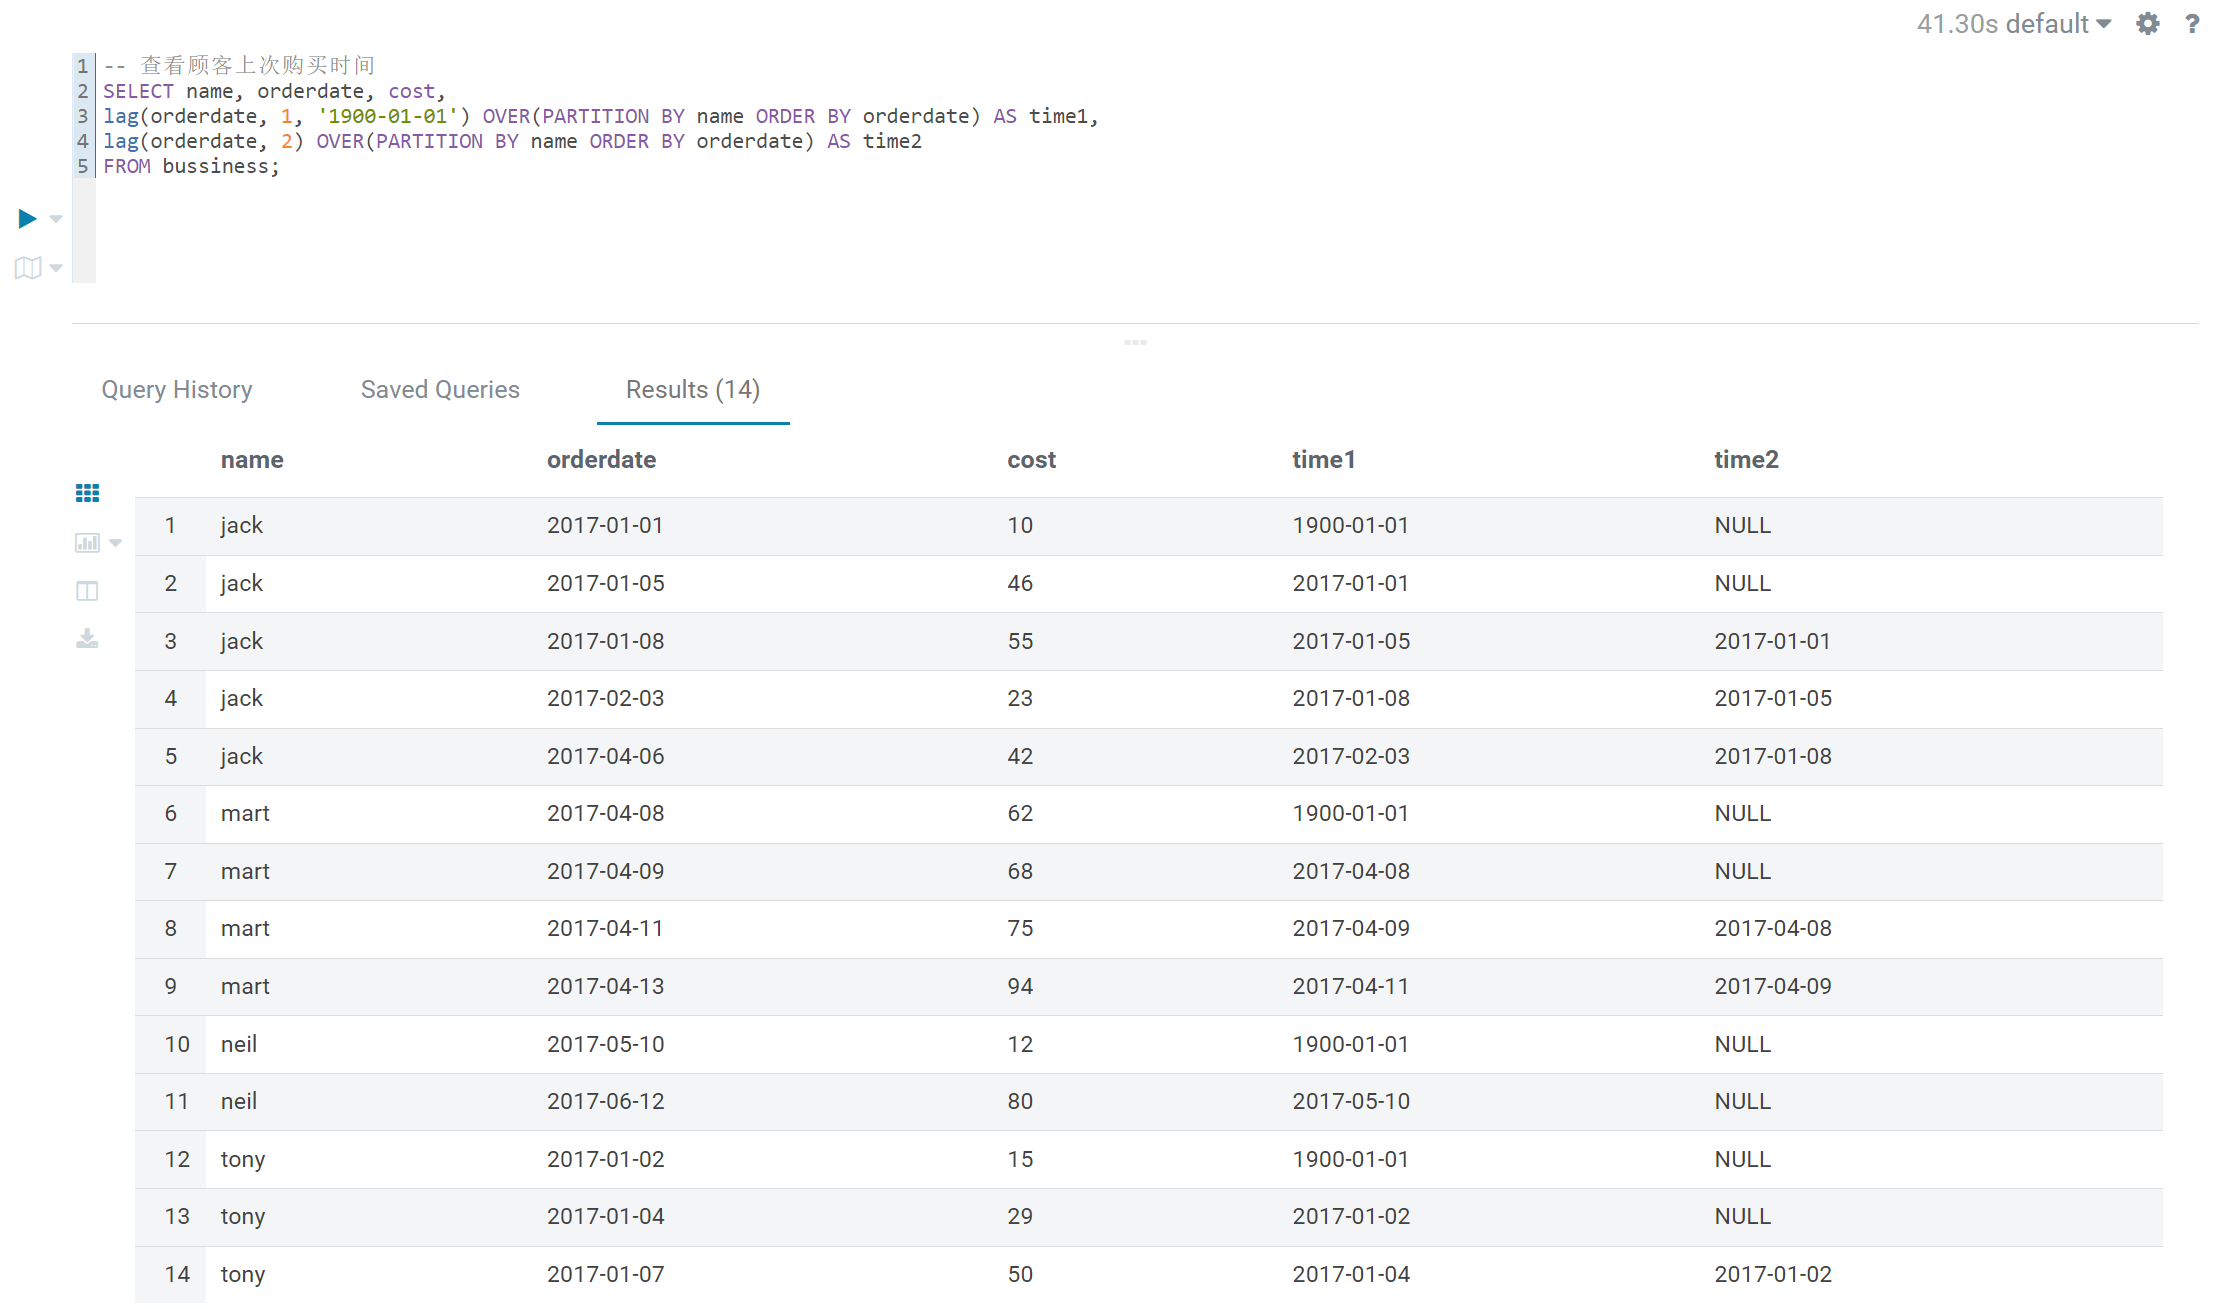 41.30s default ?
1 -- 查看顾客上次购买时间
2 SELECT name, orderdate, cost,
3 lag(orderdate, 1, '1900-01-01') OVER(PARTITION BY name ORDER BY orderdate) AS time1,
4 lag(orderdate, 2) OVER(PARTITION BY name ORDER BY orderdate) AS time2
5 FROM bussiness;
Query History Saved Queries Results (14)
name orderdate cost time1 time2
1 jack 2017-01-01 10 1900-01-01 NULL
2 jack 2017-01-05 46 2017-01-01 NULL
3 jack 2017-01-08 55 2017-01-05 2017-01-01
4 jack 2017-02-03 23 2017-01-08 2017-01-05
5 jack 2017-04-06 42 2017-02-03 2017-01-08
6 mart 2017-04-08 62 1900-01-01 NULL
7 mart 2017-04-09 68 2017-04-08 NULL
8 mart 2017-04-11 75 2017-04-09 2017-04-08
9 mart 2017-04-13 94 2017-04-11 2017-04-09
10 neil 2017-05-10 12 1900-01-01 NULL
11 neil 2017-06-12 80 2017-05-10 NULL
12 tony 2017-01-02 15 1900-01-01 NULL
13 tony 2017-01-04 29 2017-01-02 NULL
14 tony 2017-01-07 50 2017-01-04 2017-01-02